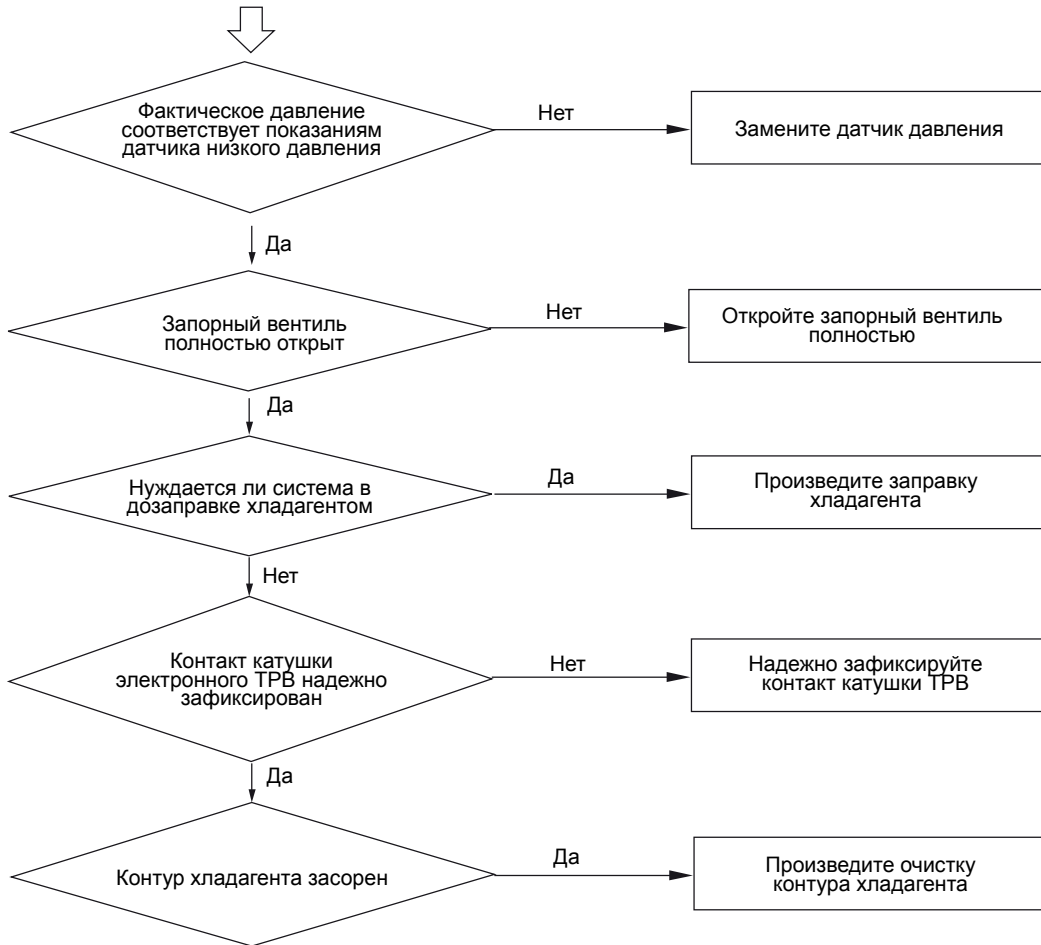 Фактическое давление
соответствует показаниям
датчика низкого давления
Нет
Замените датчик давления
Да
Запорный вентиль
полностью открыт
Нет
Откройте запорный вентиль
полностью
Да
Нуждается ли система в
дозаправке хладагентом
Да
Произведите заправку
хладагента
Нет
Контакт катушки
электронного ТРВ надежно
зафиксирован
Нет
Надежно зафиксируйте
контакт катушки ТРВ
Да
Контур хладагента засорен
Да
Произведите очистку
контура хладагента